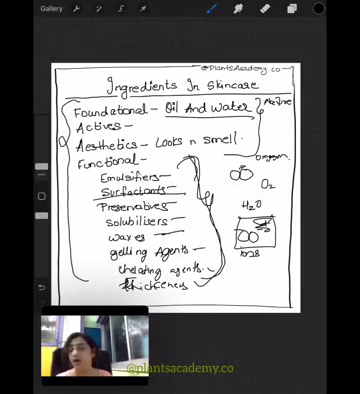 Gallery
@PlantsAcademy.co
Ingredients In Skincare
Foundational - Oil And Water
Actives -
Aesthetics - Looks n smell.
Functional -
Oxygen
Emulsifiers
O2
Surfactants
H2O
Preservatives
Solubilisers
waxes
gelling Agents
chelating agents
thickeness
@plantsacademy.co